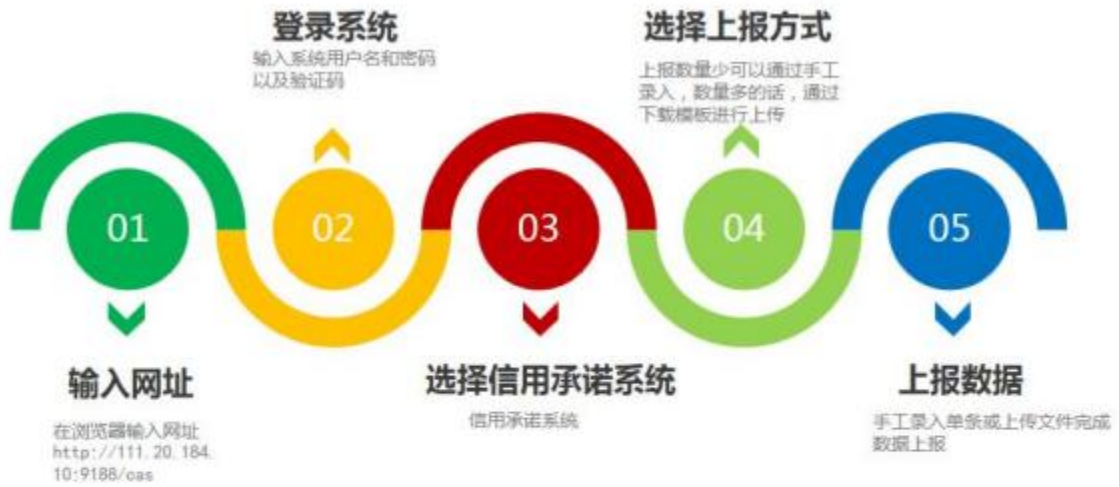 登录系统
输入系统用户名和密码
以及验证码
选择上报方式
上报数量少可以通过手工
录入，数量多的话，通过
下载模板进行上传
01
02
03
04
05
输入网址
在浏览器输入网址
http://111.20.184.
10:9188/cas
选择信用承诺系统
信用承诺系统
上报数据
手工录入单条或上传文件完成
数据上报